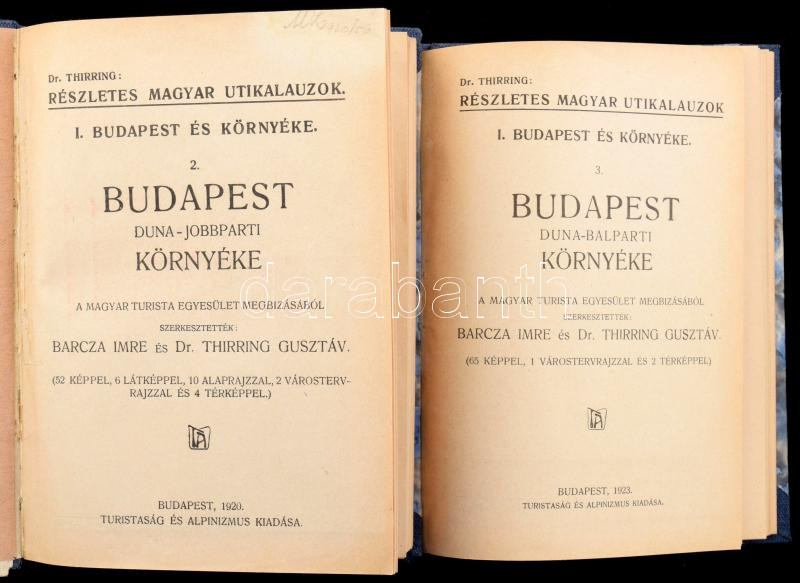 Dr. THIRRING:
RÉSZLETES MAGYAR UTIKALAUZOK.
I. BUDAPEST ÉS KÖRNYÉKE.
2.
BUDAPEST
DUNA-JOBBPARTI
KÖRNYÉKE
A MAGYAR TURISTA EGYESÜLET MEGBIZÁSÁBÓL
SZERKESZTETTÉK:
BARCZA IMRE és Dr. THIRRING GUSZTÁV.
(52 KÉPPEL, 6 LÁTKÉPPEL, 10 ALAPRAJZZAL, 2 VÁROSTERV-
RAJZZAL ÉS 4 TÉRKÉPPEL.)
BUDAPEST, 1920.
TURISTASÁG ÉS ALPINIZMUS KIADÁSA.
Dr. THIRRING:
RÉSZLETES MAGYAR UTIKALAUZOK
I. BUDAPEST ÉS KÖRNYÉKE.
3.
BUDAPEST
DUNA-BALPARTI
KÖRNYÉKE
A MAGYAR TURISTA EGYESÜLET MEGBIZÁSÁBÓL
SZERKESZTETTÉK:
BARCZA IMRE és Dr. THIRRING GUSZTÁV.
(65 KÉPPEL, 1 VÁROSTERVRAJZZAL ÉS 2 TÉRKÉPPEL)
BUDAPEST, 1923.
TURISTASÁG ÉS ALPINIZMUS KIADÁSA.
darabanth